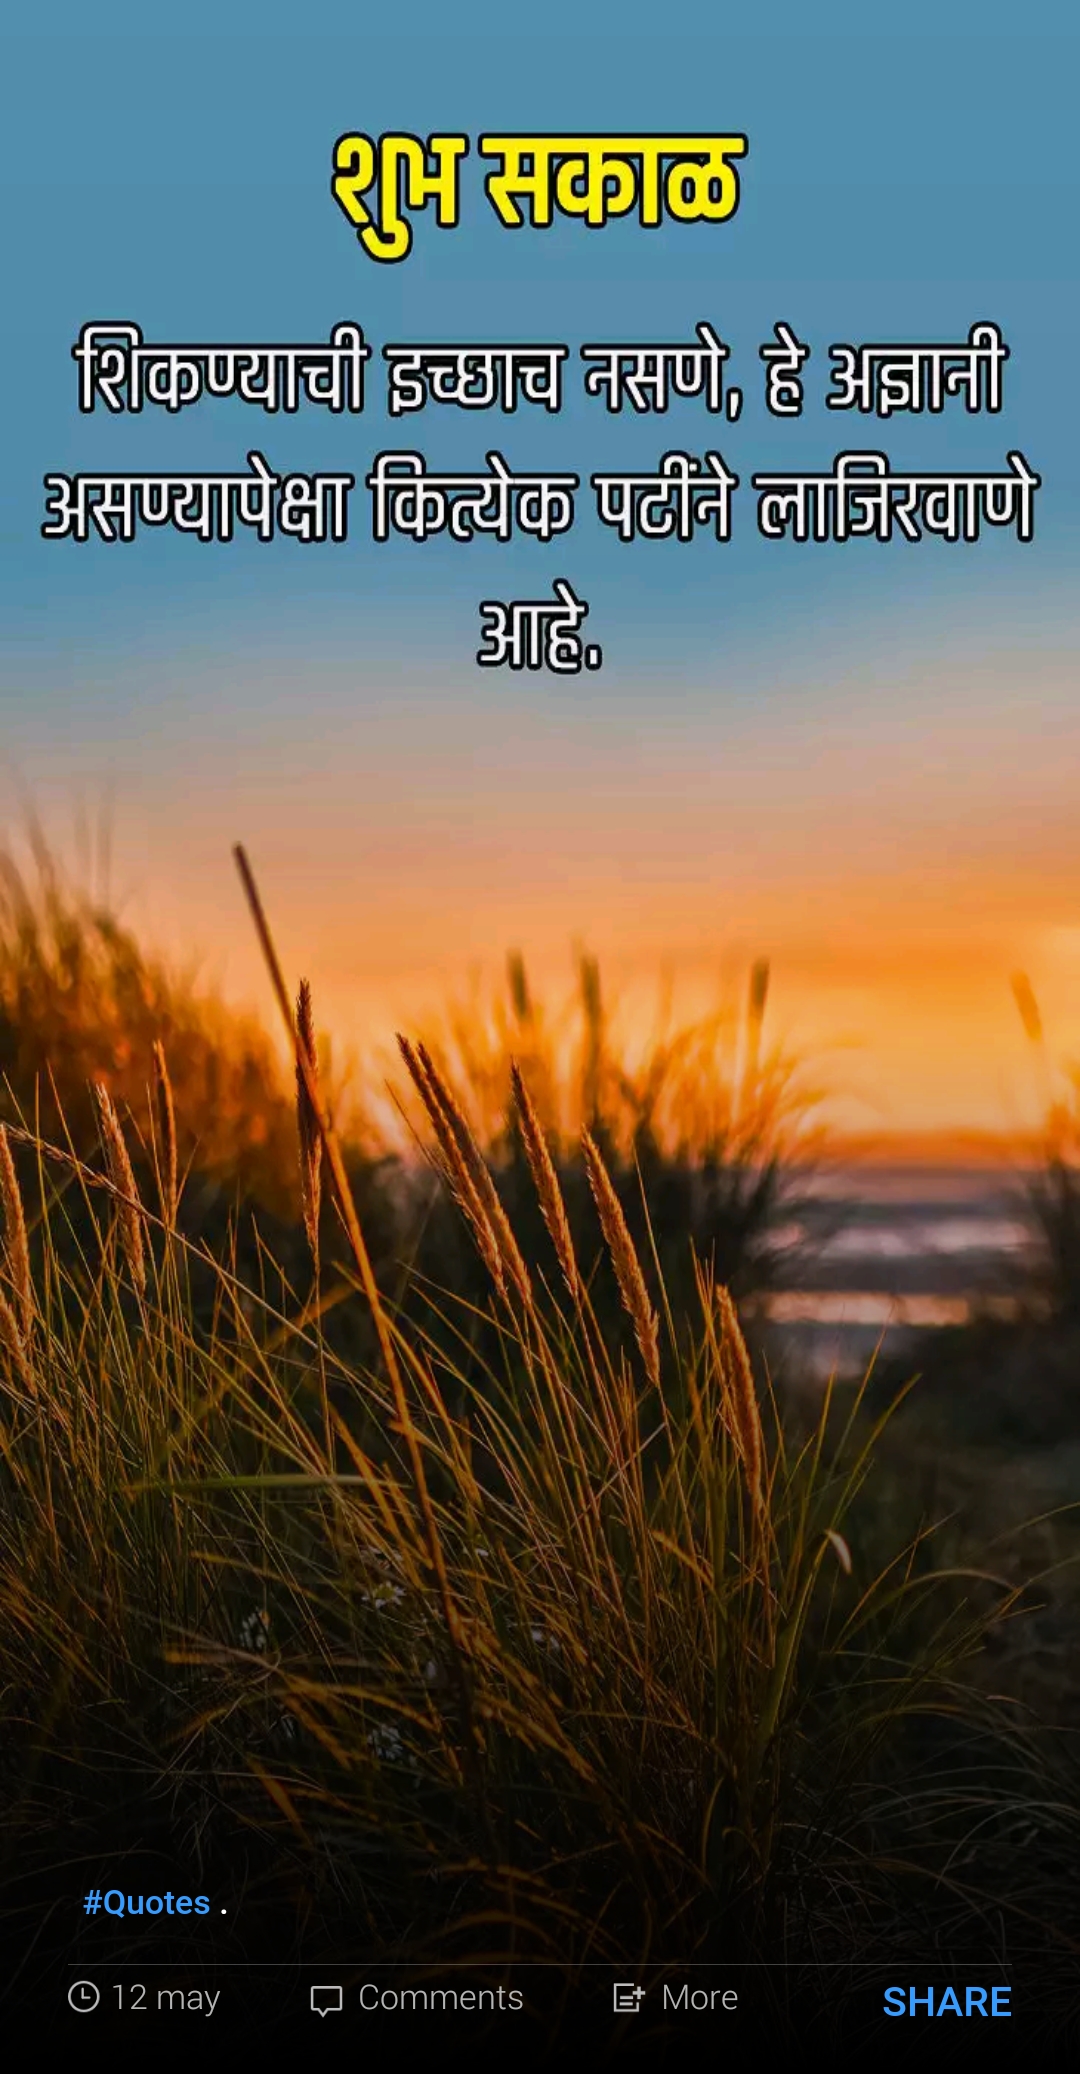 शुभ सकाळ
शिकण्याची इच्छाच नसणे, हे अज्ञानी
असण्यापेक्षा कित्येक पटींने लाजिरवाणे
आहे.
#Quotes .
12 may
Comments
More
SHARE